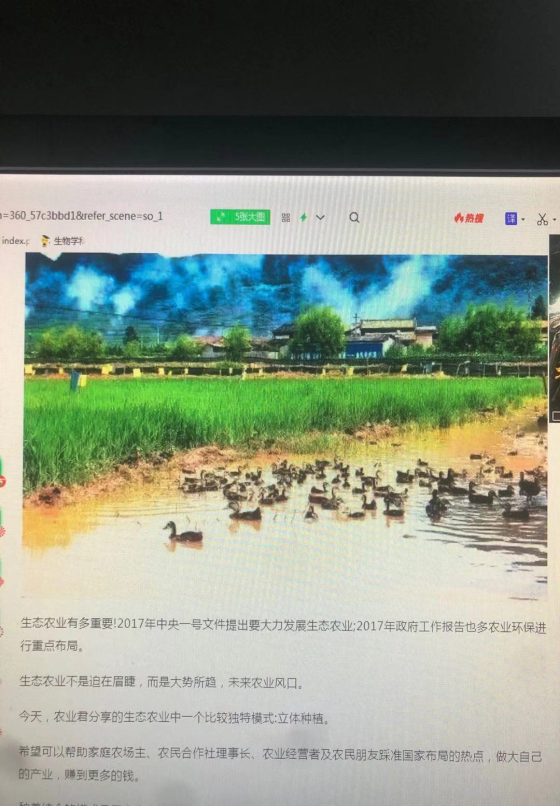 n=360_57c3bbd1&refer_scene=so_1
5张大图
热搜
index.p
生物学科
生态农业有多重要!2017年中央一号文件提出要大力发展生态农业;2017年政府工作报告也多农业环保进
行重点布局。
生态农业不是迫在眉睫，而是大势所趋，未来农业风口。
今天，农业君分享的生态农业中一个比较独特模式:立体种植。
希望可以帮助家庭农场主、农民合作社理事长、农业经营者及农民朋友踩准国家布局的热点，做大自己
的产业，赚到更多的钱。